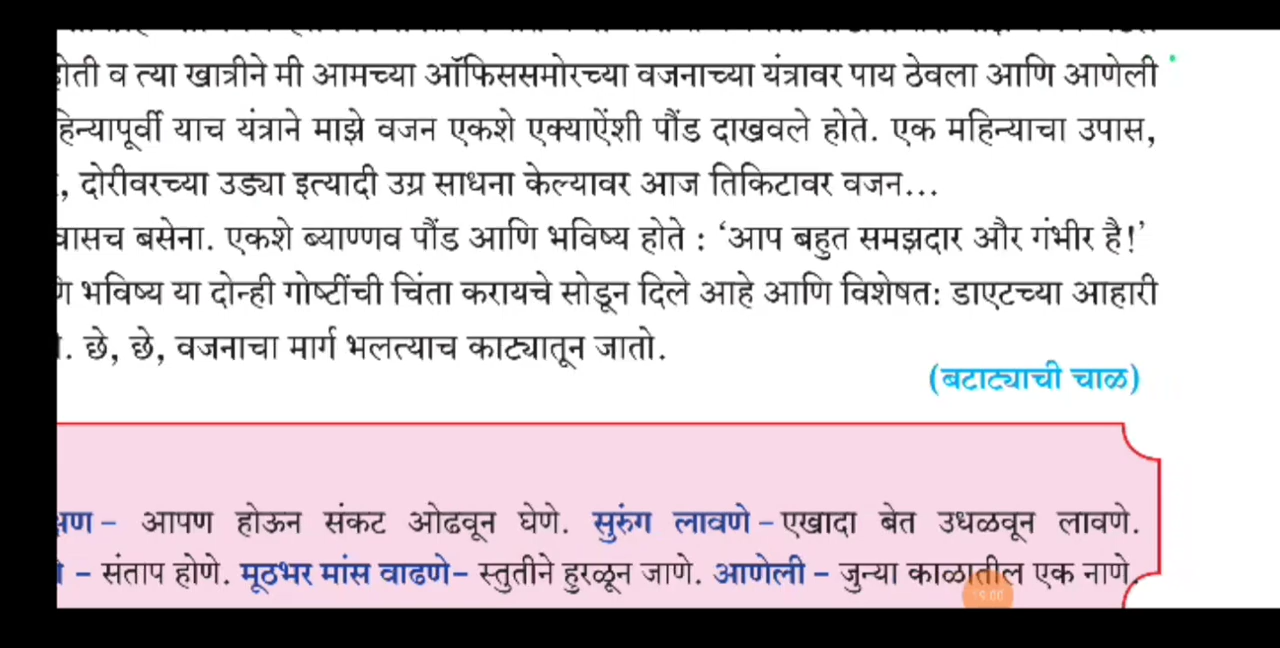 होती व त्या खात्रीने मी आमच्या ऑफिससमोरच्या वजनाच्या यंत्रावर पाय ठेवला आणि आणेली
हिन्यापूर्वी याच यंत्राने माझे वजन एकशे एक्याऐंशी पौंड दाखवले होते. एक महिन्याचा उपास,
, दोरीवरच्या उड्या इत्यादी उग्र साधना केल्यावर आज तिकिटावर वजन...
वासच बसेना. एकशे ब्याण्णव पौंड आणि भविष्य होते : ‘आप बहुत समझदार और गंभीर है!’
भविष्य या दोन्ही गोष्टींची चिंता करायचे सोडून दिले आहे आणि विशेषत: डाएटच्या आहारी
. छे, छे, वजनाचा मार्ग भलत्याच काट्यातून जातो.
(बटाट्याची चाळ)
– आपण होऊन संकट ओढवून घेणे. सुरुंग लावणे – एखादा बेत उधळवून लावणे.
– संताप होणे. मूठभर मांस वाढणे– स्तुतीने हुरळून जाणे. आणेली – जुन्या काळातील एक नाणे.